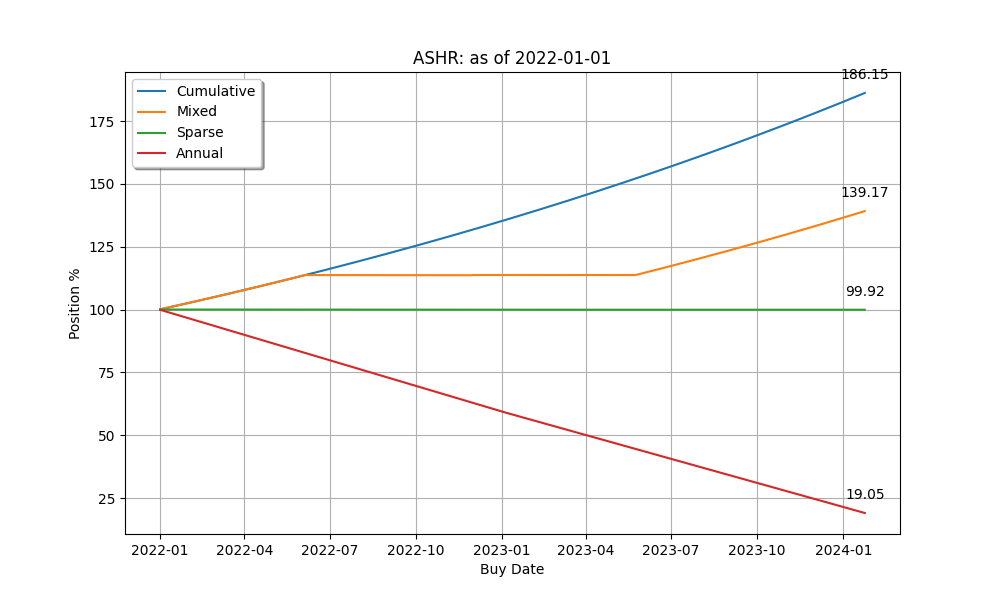 ASHR: as of 2022-01-01
Cumulative
Mixed
Sparse
Annual
186.15
139.17
99.92
19.05
Position %
175
150
125
100
75
50
25
2022-01 2022-04 2022-07 2022-10 2023-01 2023-04 2023-07 2023-10 2024-01
Buy Date